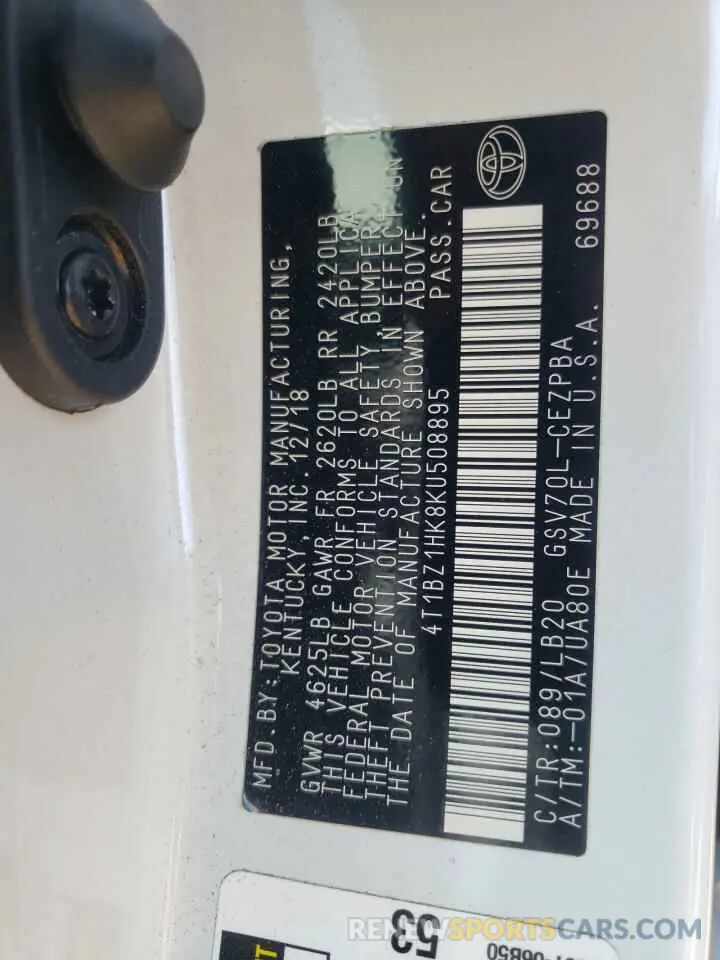 MFD.BY:TOYOTA MOTOR MANUFACTURING,
KENTUCKY, INC. 12/18
GVWR 4625LB GAWR FR 2620LB RR 2420LB
THIS VEHICLE CONFORMS TO ALL APPLICA
FEDERAL MOTOR VEHICLE SAFETY, BUMPER,
THEFT PREVENTION STANDARDS IN EFFECT ON
THE DATE OF MANUFACTURE SHOWN ABOVE.
4T1BZ1HK8KU508895 PASS.CAR
C/TR:089/LB20 GSV70L-CEZPBA
A/TM:-01A/UA80E MADE IN U.S.A. 69688
53
06B50
RENEWSPORTSCARS.COM